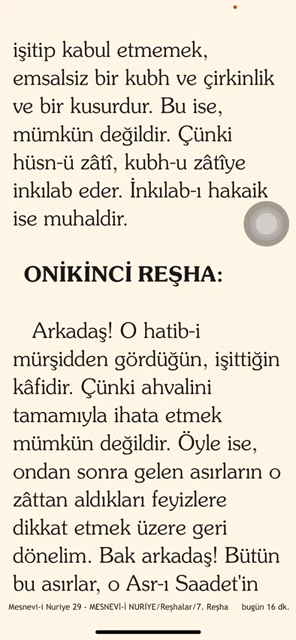 işitip kabul etmemek,
emsalsiz bir kubh ve çirkinlik
ve bir kusurdur. Bu ise,
mümkün değildir. Çünki
hüsn-ü zâtî, kubh-u zâtîye
inkılab eder. İnkılab-ı hakaik
ise muhaldir.
ONİKİNCİ REŞHA:
Arkadaş! O hatib-i
mürşidden gördüğün, işittiğin
kâfidir. Çünki ahvalini
tamamıyla ihata etmek
mümkün değildir. Öyle ise,
ondan sonra gelen asırların o
zâttan aldıkları feyizlere
dikkat etmek üzere geri
dönelim. Bak arkadaş! Bütün
bu asırlar, o Asr-ı Saadet'in
Mesnevi-i Nuriye 29 - MESNEVİ-İ NURİYE/Reşhalar/7. Reşha bugün 16 dk.